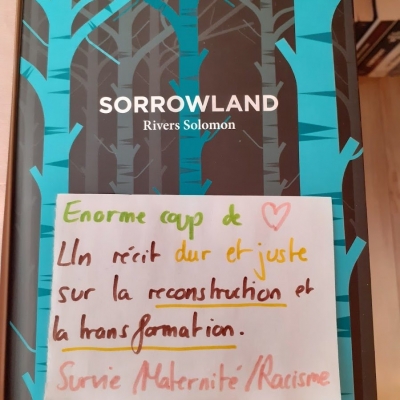 SORROWLAND
Rivers Solomon
Enorme coup de ♡
Un récit dur et juste
sur la reconstruction et
la transformation.
Survie / Maternité / Racisme